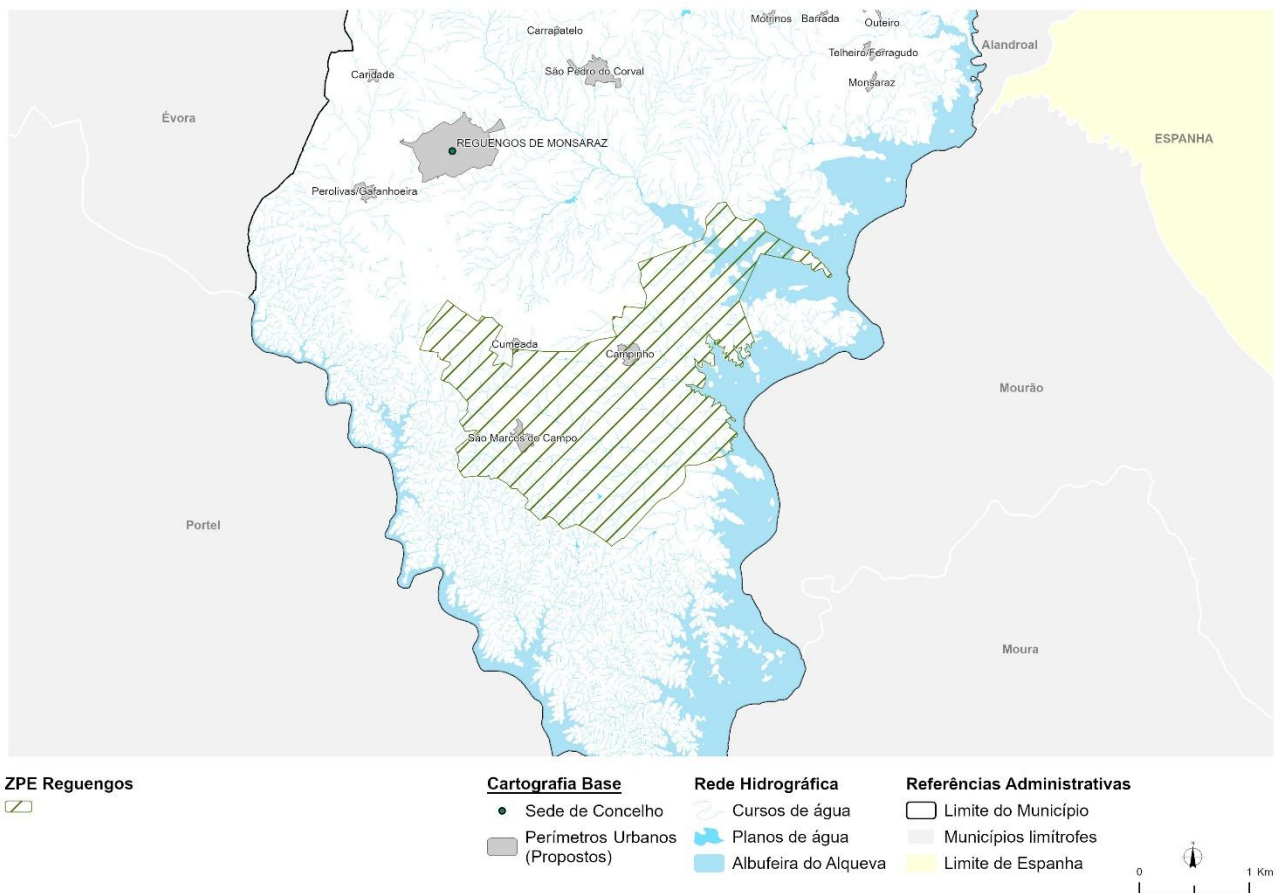 Motrinos
Barrada
Outeiro
Carrapatelo
Alandroal
Telheiro/Ferragudo
Caridade
São Pedro do Corval
Monsaraz
Évora
ESPANHA
REGUENGOS DE MONSARAZ
Perolivas/Gafanhoeira
Cumeada
Campinho
Mourão
São Marcos do Campo
Portel
Moura
ZPE Reguengos
Cartografia Base
Sede de Concelho
Perímetros Urbanos
(Propostos)
Rede Hidrográfica
Cursos de água
Planos de água
Albufeira do Alqueva
Referências Administrativas
Limite do Município
Municípios limítrofes
Limite de Espanha
N
0 1 Km